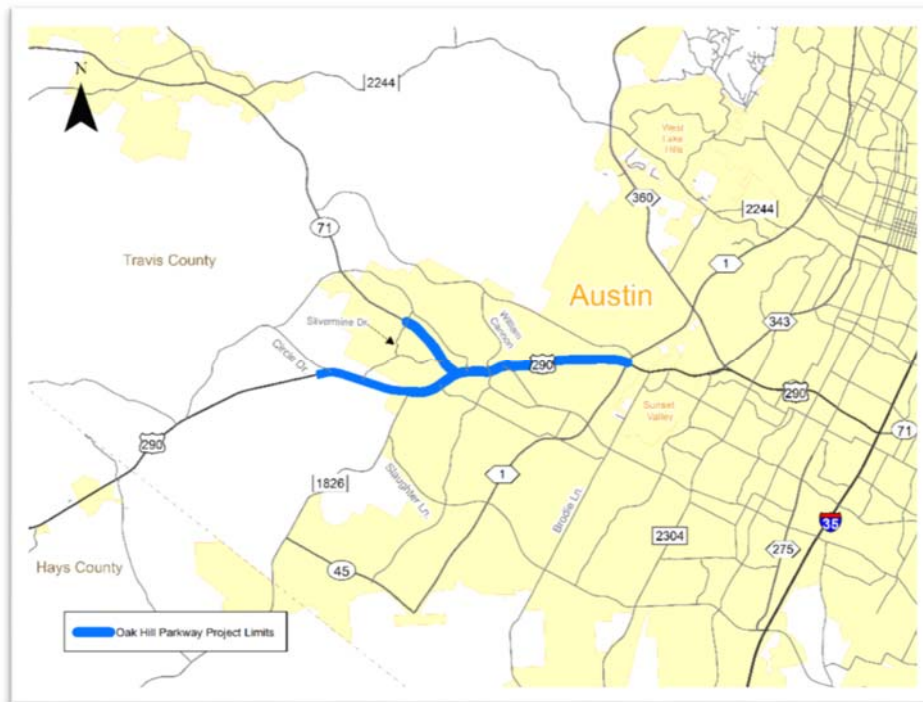 N
2244
West
Lake
Hills
360
2244
71
Travis County
1
Austin
343
Silvermine Dr.
William
Cannon
Circle Dr.
290
290
Sunset
Valley
71
290
1
1826
Slaughter Ln.
Brodie Ln.
35
2304
275
Hays County
45
Oak Hill Parkway Project Limits